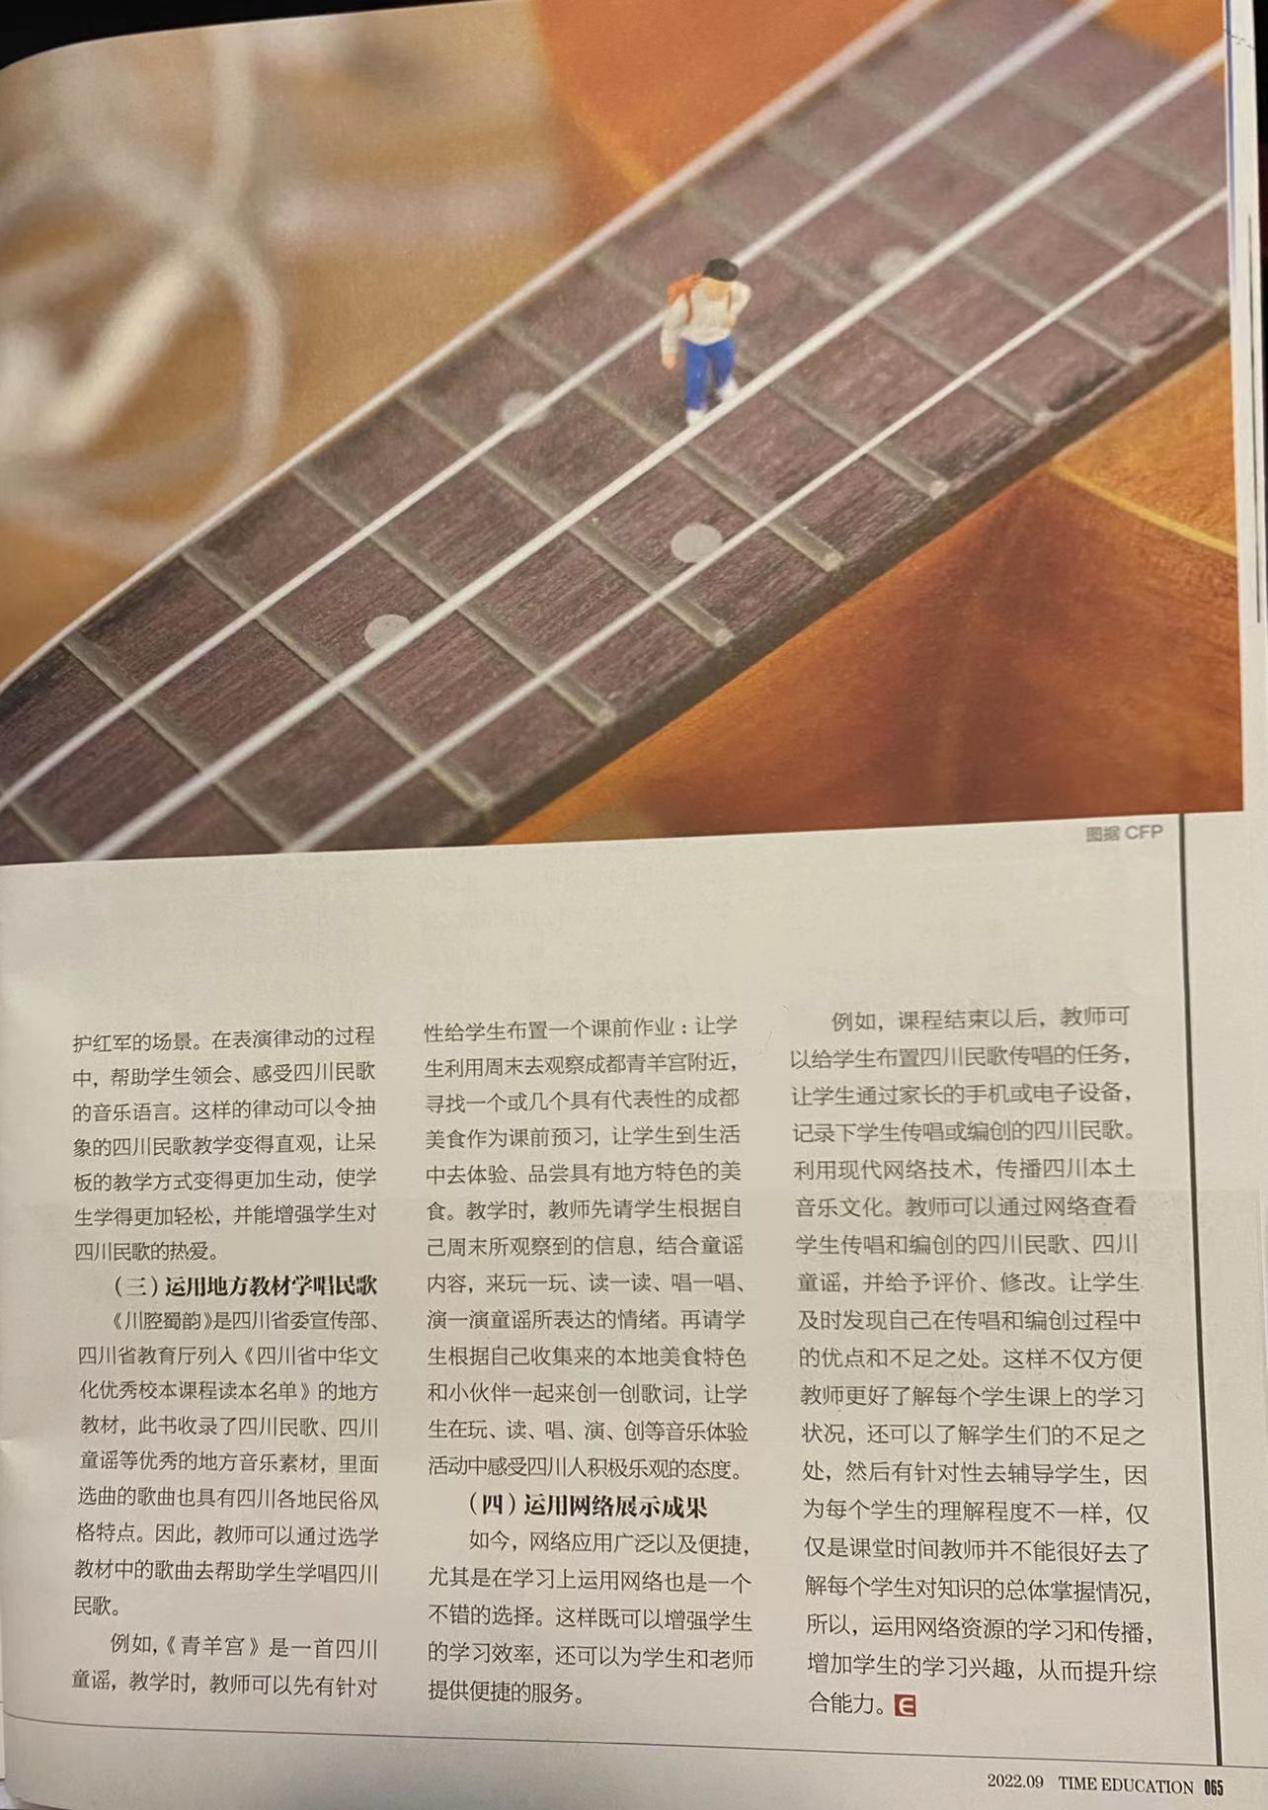 图据 CFP
护红军的场景。在表演律动的过程
中，帮助学生领会、感受四川民歌
的音乐语言。这样的律动可以令抽
象的四川民歌教学变得直观，让呆
板的教学方式变得更加生动，使学
生学得更加轻松，并能增强学生对
四川民歌的热爱。
（三）运用地方教材学唱民歌
《川腔蜀韵》是四川省委宣传部、
四川省教育厅列入《四川省中华文
化优秀校本课程读本名单》的地方
教材，此书收录了四川民歌、四川
童谣等优秀的地方音乐素材，里面
选曲的歌曲也具有四川各地民俗风
格特点。因此，教师可以通过选学
教材中的歌曲去帮助学生学唱四川
民歌。
例如，《青羊宫》是一首四川
童谣，教学时，教师可以先有针对
性给学生布置一个课前作业：让学
生利用周末去观察成都青羊宫附近，
寻找一个或几个具有代表性的成都
美食作为课前预习，让学生到生活
中去体验、品尝具有地方特色的美
食。教学时，教师先请学生根据自
己周末所观察到的信息，结合童谣
内容，来玩一玩、读一读、唱一唱、
演一演童谣所表达的情绪。再请学
生根据自己收集来的本地美食特色
和小伙伴一起来创一创歌词，让学
生在玩、读、唱、演、创等音乐体验
活动中感受四川人积极乐观的态度。
（四）运用网络展示成果
如今，网络应用广泛以及便捷，
尤其是在学习上运用网络也是一个
不错的选择。这样既可以增强学生
的学习效率，还可以为学生和老师
提供便捷的服务。
例如，课程结束以后，教师可
以给学生布置四川民歌传唱的任务，
让学生通过家长的手机或电子设备，
记录下学生传唱或编创的四川民歌。
利用现代网络技术，传播四川本土
音乐文化。教师可以通过网络查看
学生传唱和编创的四川民歌、四川
童谣，并给予评价、修改。让学生
及时发现自己在传唱和编创过程中
的优点和不足之处。这样不仅方便
教师更好了解每个学生课上的学习
状况，还可以了解学生们的不足之
处，然后有针对性去辅导学生，因
为每个学生的理解程度不一样，仅
仅是课堂时间教师并不能很好去了
解每个学生对知识的总体掌握情况，
所以，运用网络资源的学习和传播，
增加学生的学习兴趣，从而提升综
合能力。E
2022.09 TIME EDUCATION 065